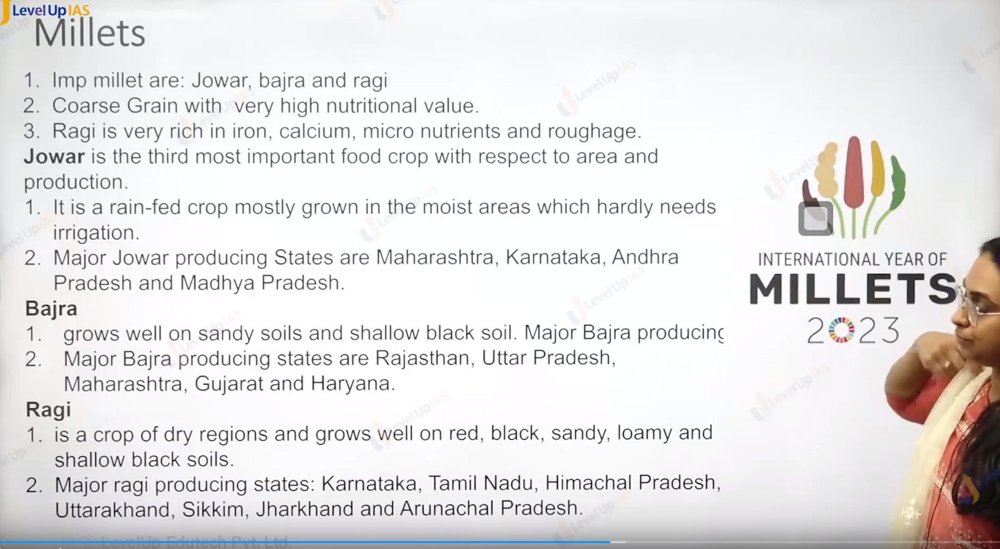 LevelUp IAS
Millets
1. Imp millet are: Jowar, bajra and ragi
2. Coarse Grain with very high nutritional value.
3. Ragi is very rich in iron, calcium, micro nutrients and roughage.
Jowar is the third most important food crop with respect to area and
production.
1. It is a rain-fed crop mostly grown in the moist areas which hardly needs
irrigation.
2. Major Jowar producing States are Maharashtra, Karnataka, Andhra
Pradesh and Madhya Pradesh.
Bajra
1. grows well on sandy soils and shallow black soil. Major Bajra producing
2. Major Bajra producing states are Rajasthan, Uttar Pradesh,
Maharashtra, Gujarat and Haryana.
Ragi
1. is a crop of dry regions and grows well on red, black, sandy, loamy and
shallow black soils.
2. Major ragi producing states: Karnataka, Tamil Nadu, Himachal Pradesh,
Uttarakhand, Sikkim, Jharkhand and Arunachal Pradesh.
INTERNATIONAL YEAR OF
MILLETS
2023
© LevelUp Edutech Pvt. Ltd.